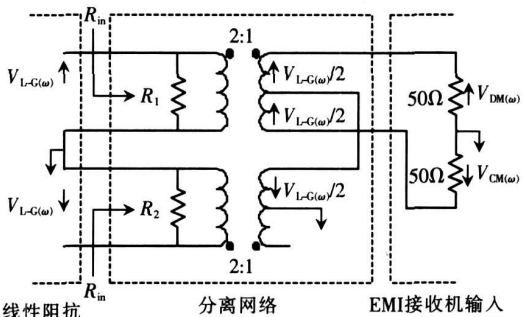 R_in
2:1
V_L-G(ω)
R_1
V_L-G(ω)/2
V_L-G(ω)/2
50Ω
V_DM(ω)
V_L-G(ω)
R_2
V_L-G(ω)/2
50Ω
V_CM(ω)
2:1
R_in
线性阻抗
分离网络
EMI接收机输入